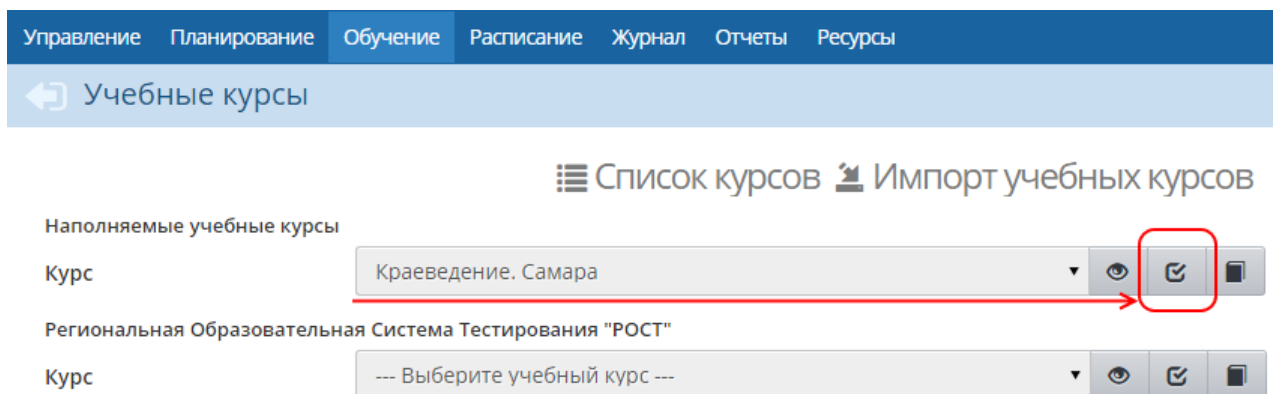 Управление Планирование Обучение Расписание Журнал Отчеты Ресурсы
Учебные курсы
Список курсов Импорт учебных курсов
Наполняемые учебные курсы
Курс Краеведение. Самара
Региональная Образовательная Система Тестирования "РОСТ"
Курс --- Выберите учебный курс ---